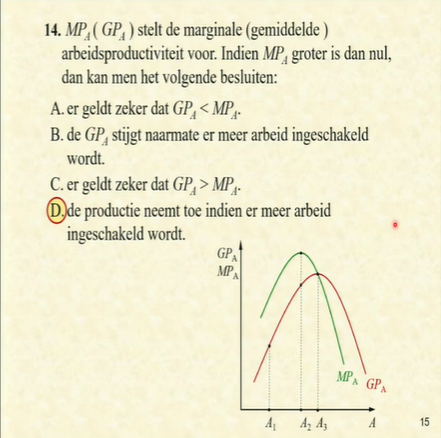 14. MP_A ( GP_A ) stelt de marginale (gemiddelde )
arbeidsproductiviteit voor. Indien MP_A groter is dan nul,
dan kan men het volgende besluiten:
A. er geldt zeker dat GP_A < MP_A.
B. de GP_A stijgt naarmate er meer arbeid ingeschakeld
wordt.
C. er geldt zeker dat GP_A > MP_A.
D. de productie neemt toe indien er meer arbeid
ingeschakeld wordt.
GP_A
MP_A
MP_A GP_A
A_1 A_2 A_3 A
15